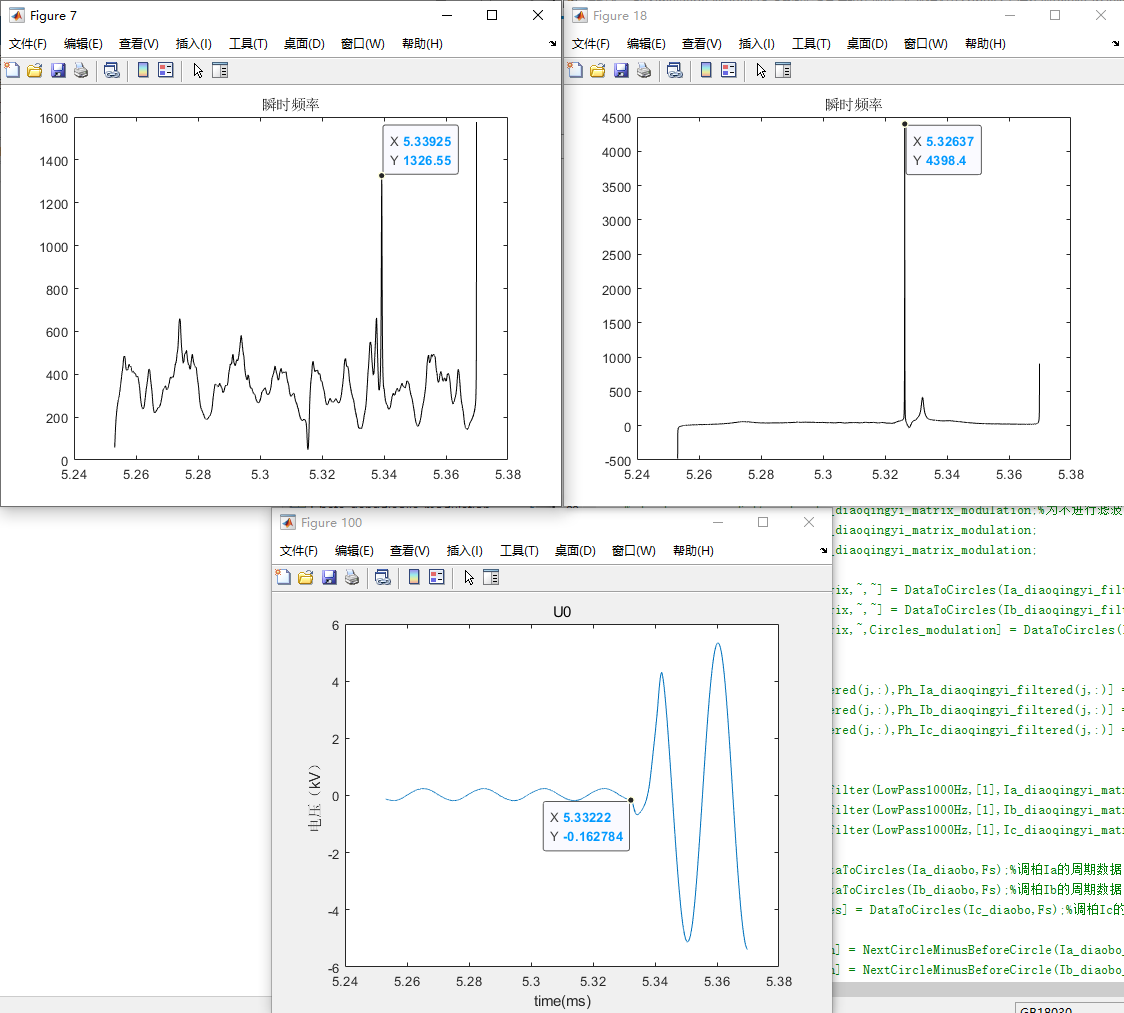 Figure 7
文件(F) 编辑(E) 查看(V) 插入(I) 工具(T) 桌面(D) 窗口(W) 帮助(H)
瞬时频率
1600
1400
1200
1000
800
600
400
200
0
5.24 5.26 5.28 5.3 5.32 5.34 5.36 5.38
X 5.33925
Y 1326.55
Figure 18
文件(F) 编辑(E) 查看(V) 插入(I) 工具(T) 桌面(D) 窗口(W) 帮助(H)
瞬时频率
4500
4000
3500
3000
2500
2000
1500
1000
500
0
-500
5.24 5.26 5.28 5.3 5.32 5.34 5.36 5.38
X 5.32637
Y 4398.4
Figure 100
文件(F) 编辑(E) 查看(V) 插入(I) 工具(T) 桌面(D) 窗口(W) 帮助(H)
U0
6
4
2
0
-2
-4
-6
电压（kV）
5.24 5.26 5.28 5.3 5.32 5.34 5.36 5.38
time(ms)
X 5.33222
Y -0.162784
_diaoqingyi_matrix_modulation;%为不进行滤波
_diaoqingyi_matrix_modulation;
_diaoqingyi_matrix_modulation;
rix,~,~] = DataToCircles(Ia_diaoqingyi_filt
rix,~,~] = DataToCircles(Ib_diaoqingyi_filt
rix,~,Circles_modulation] = DataToCircles(I
ered(j,:),Ph_Ia_diaoqingyi_filtered(j,:)] =
ered(j,:),Ph_Ib_diaoqingyi_filtered(j,:)] =
ered(j,:),Ph_Ic_diaoqingyi_filtered(j,:)] =
filter(LowPass1000Hz,[1],Ia_diaoqingyi_matr
filter(LowPass1000Hz,[1],Ib_diaoqingyi_matr
filter(LowPass1000Hz,[1],Ic_diaoqingyi_matr
taToCircles(Ia_diaobo,Fs);%调柏Ia的周期数据
taToCircles(Ib_diaobo,Fs);%调柏Ib的周期数据
es] = DataToCircles(Ic_diaobo,Fs);%调柏Ic的
n] = NextCircleMinusBeforeCircle(Ia_diaobo_
n] = NextCircleMinusBeforeCircle(Ib_diaobo_
GB18030